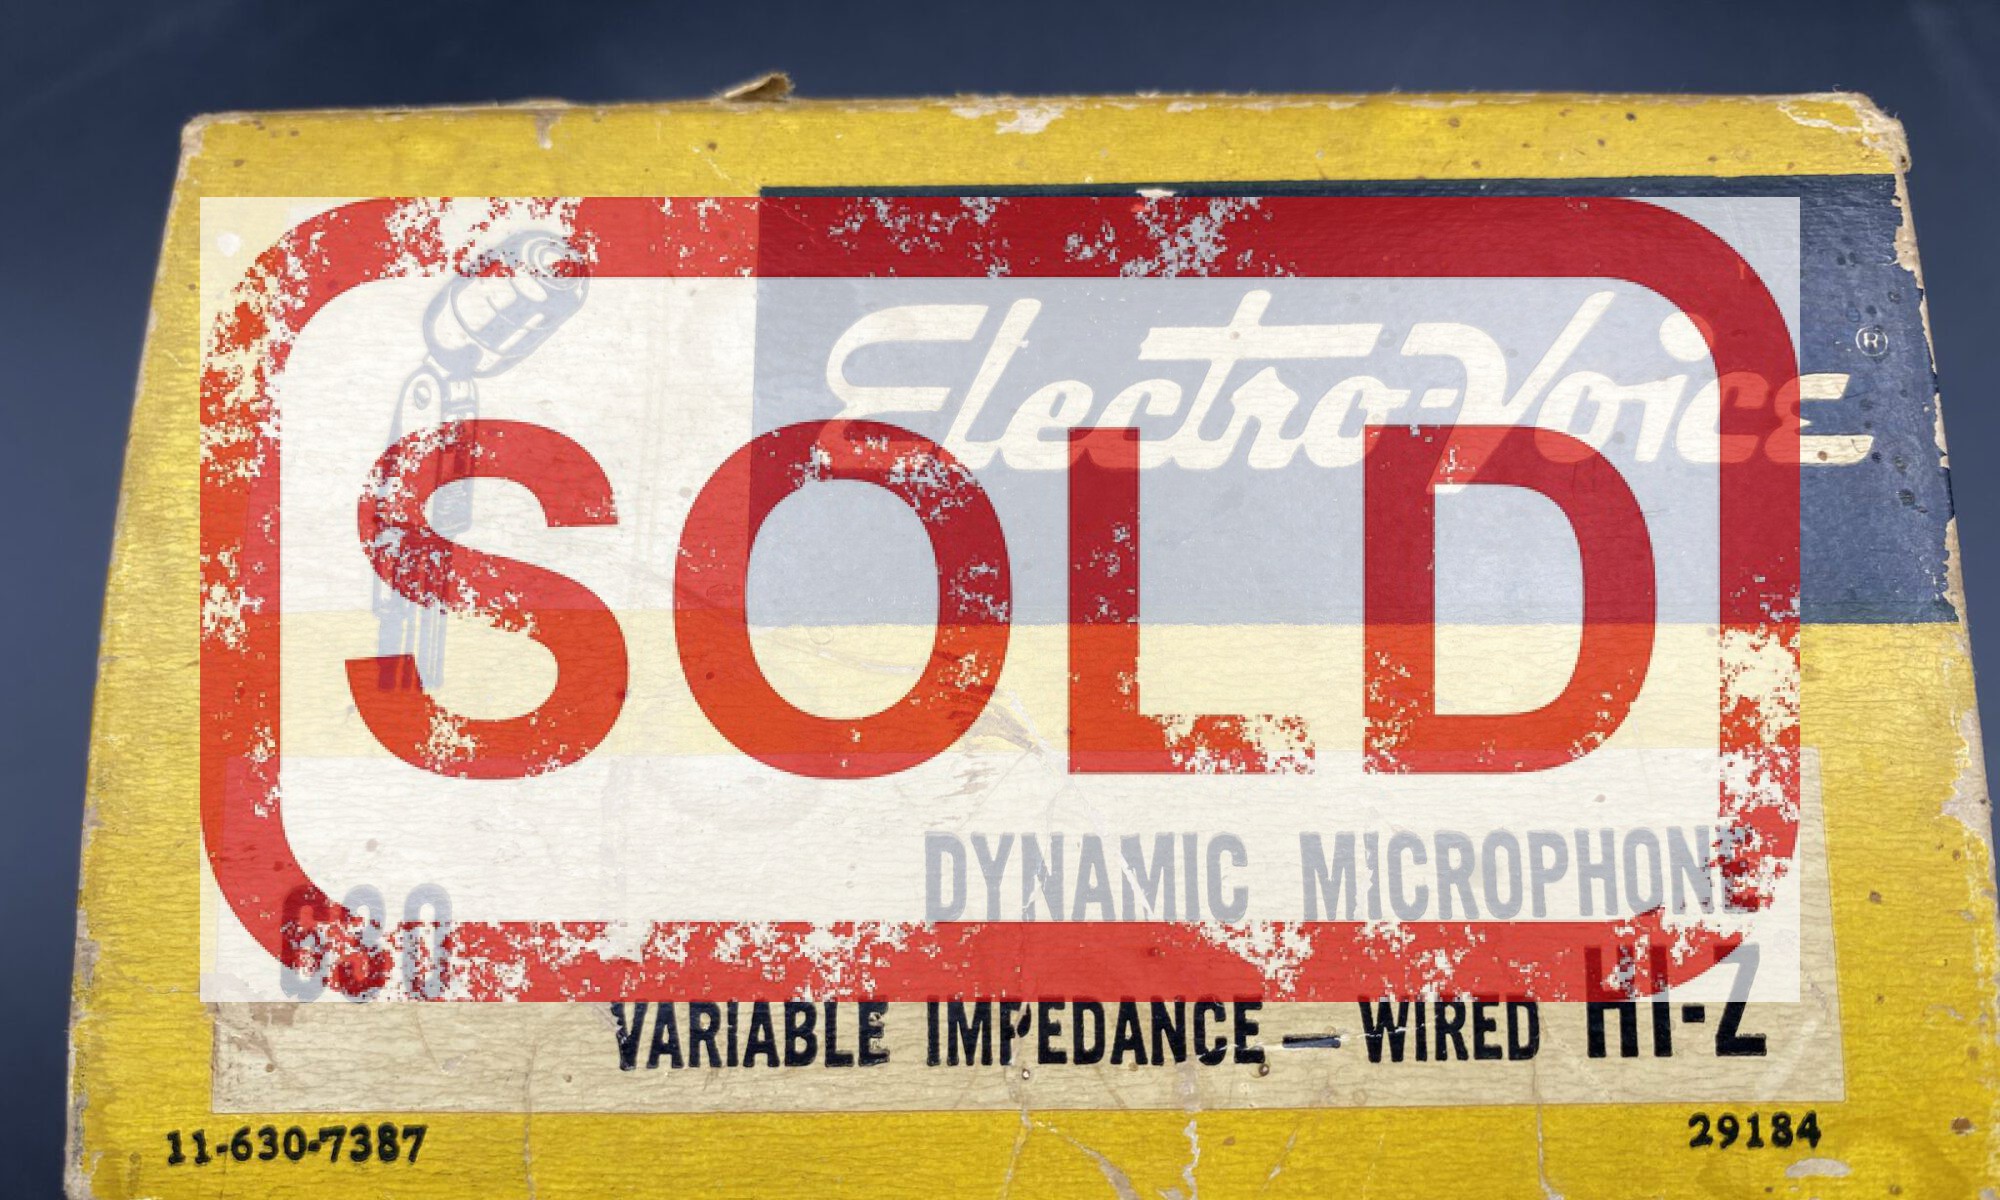 Electro-Voice ®
SOLD
DYNAMIC MICROPHONE
630
VARIABLE IMPEDANCE — WIRED HI-Z
11-630-7387
29184